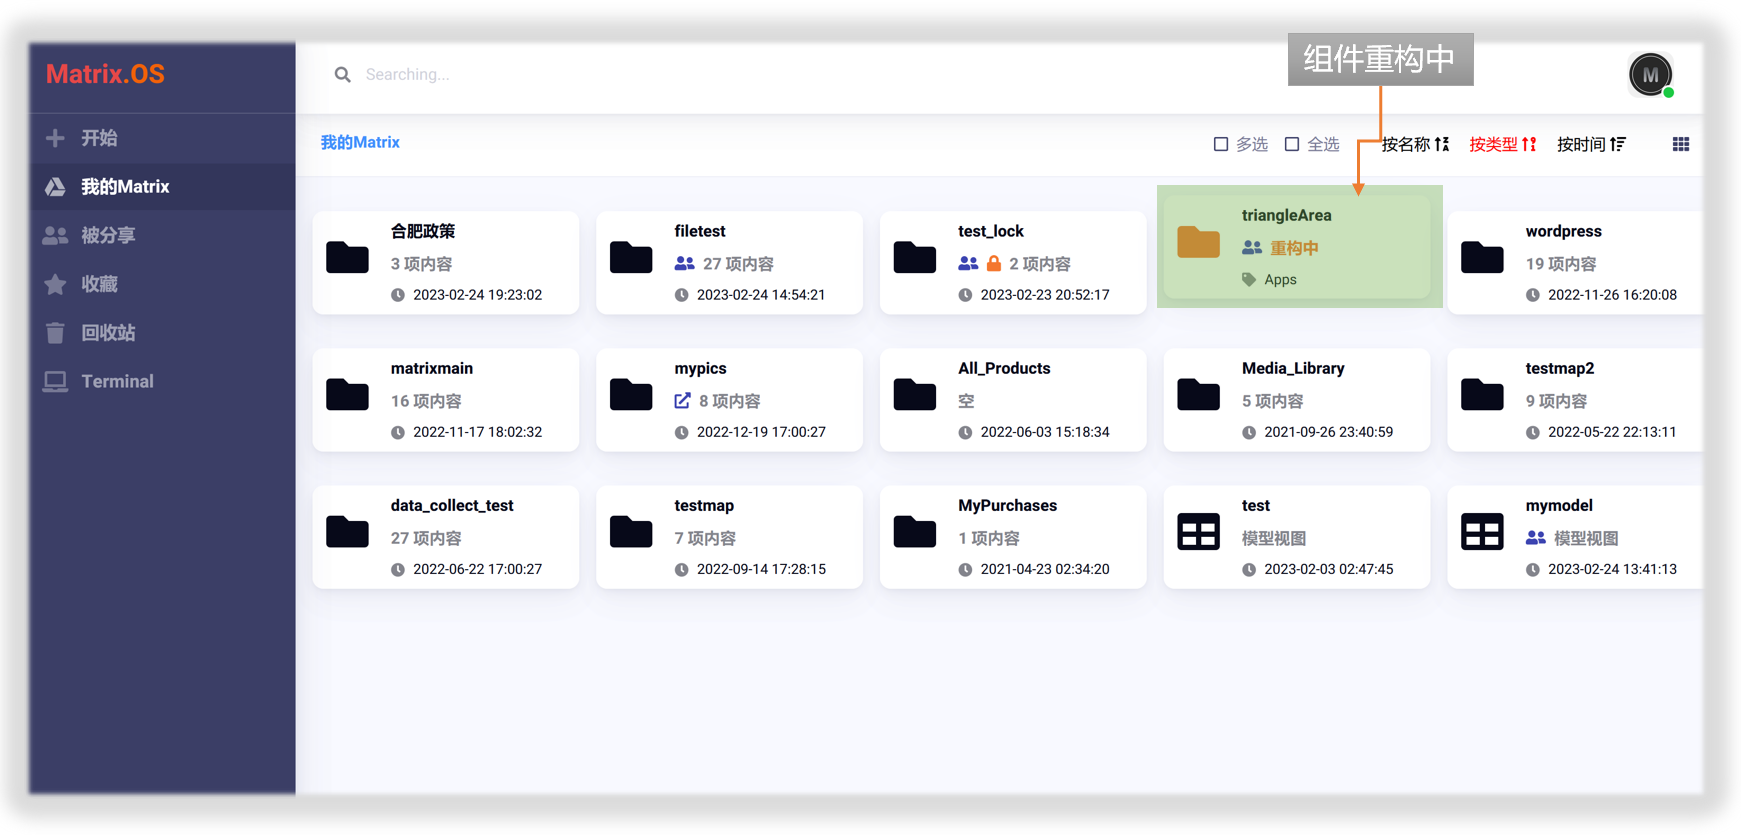 组件重构中
Matrix.OS
Searching...
M
开始
我的Matrix
被分享
收藏
回收站
Terminal
我的Matrix
多选 全选 按名称 按类型 按时间
合肥政策
3 项内容
2023-02-24 19:23:02
filetest
27 项内容
2023-02-24 14:54:21
test_lock
2 项内容
2023-02-23 20:52:17
triangleArea
重构中
Apps
wordpress
19 项内容
2022-11-26 16:20:08
matrixmain
16 项内容
2022-11-17 18:02:32
mypics
8 项内容
2022-12-19 17:00:27
All_Products
空
2022-06-03 15:18:34
Media_Library
5 项内容
2021-09-26 23:40:59
testmap2
9 项内容
2022-05-22 22:13:11
data_collect_test
27 项内容
2022-06-22 17:00:27
testmap
7 项内容
2022-09-14 17:28:15
MyPurchases
1 项内容
2021-04-23 02:34:20
test
模型视图
2023-02-03 02:47:45
mymodel
模型视图
2023-02-24 13:41:13